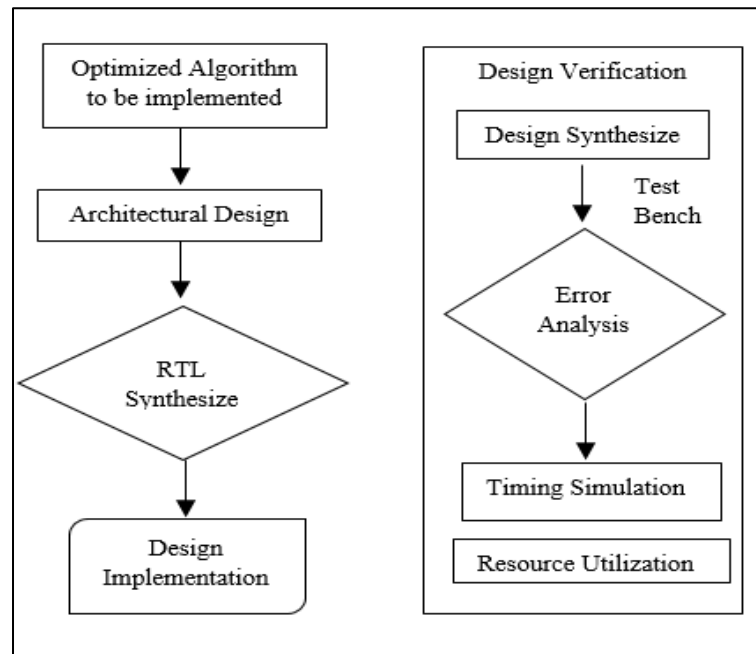 Optimized Algorithm
to be implemented
Architectural Design
RTL
Synthesize
Design
Implementation
Design Verification
Design Synthesize
Test
Bench
Error
Analysis
Timing Simulation
Resource Utilization